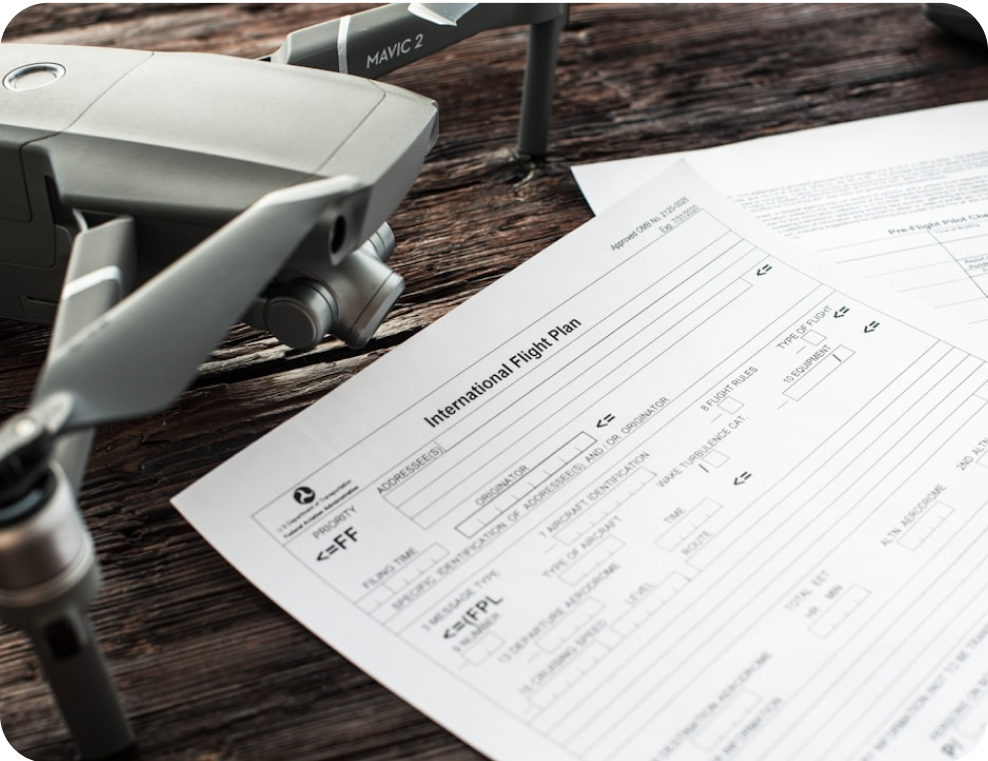 MAVIC 2
Approved OMB No. 2120-0026
Exp. 7/31/2020
Pre-Flight Pilot
International Flight Plan
U.S Department of Transportation
Federal Aviation Administration
PRIORITY
<=FF
ADDRESSEE(S)
<=
FILING TIME
ORIGINATOR
<=
SPECIFIC IDENTIFICATION OF ADDRESSEE(S) AND / OR ORIGINATOR
3 MESSAGE TYPE
<=(FPL
7 AIRCRAFT IDENTIFICATION
8 FLIGHT RULES
TYPE OF FLIGHT
<=
9 NUMBER
TYPE OF AIRCRAFT
WAKE TURBULENCE CAT.
/
10 EQUIPMENT
/
<=
13 DEPARTURE AERODROME
TIME
<=
15 CRUISING SPEED
LEVEL
ROUTE
DESTINATION AERODROME
TOTAL EET
HR MIN
ALTN AERODROME
2ND ALTN
INFORMATION